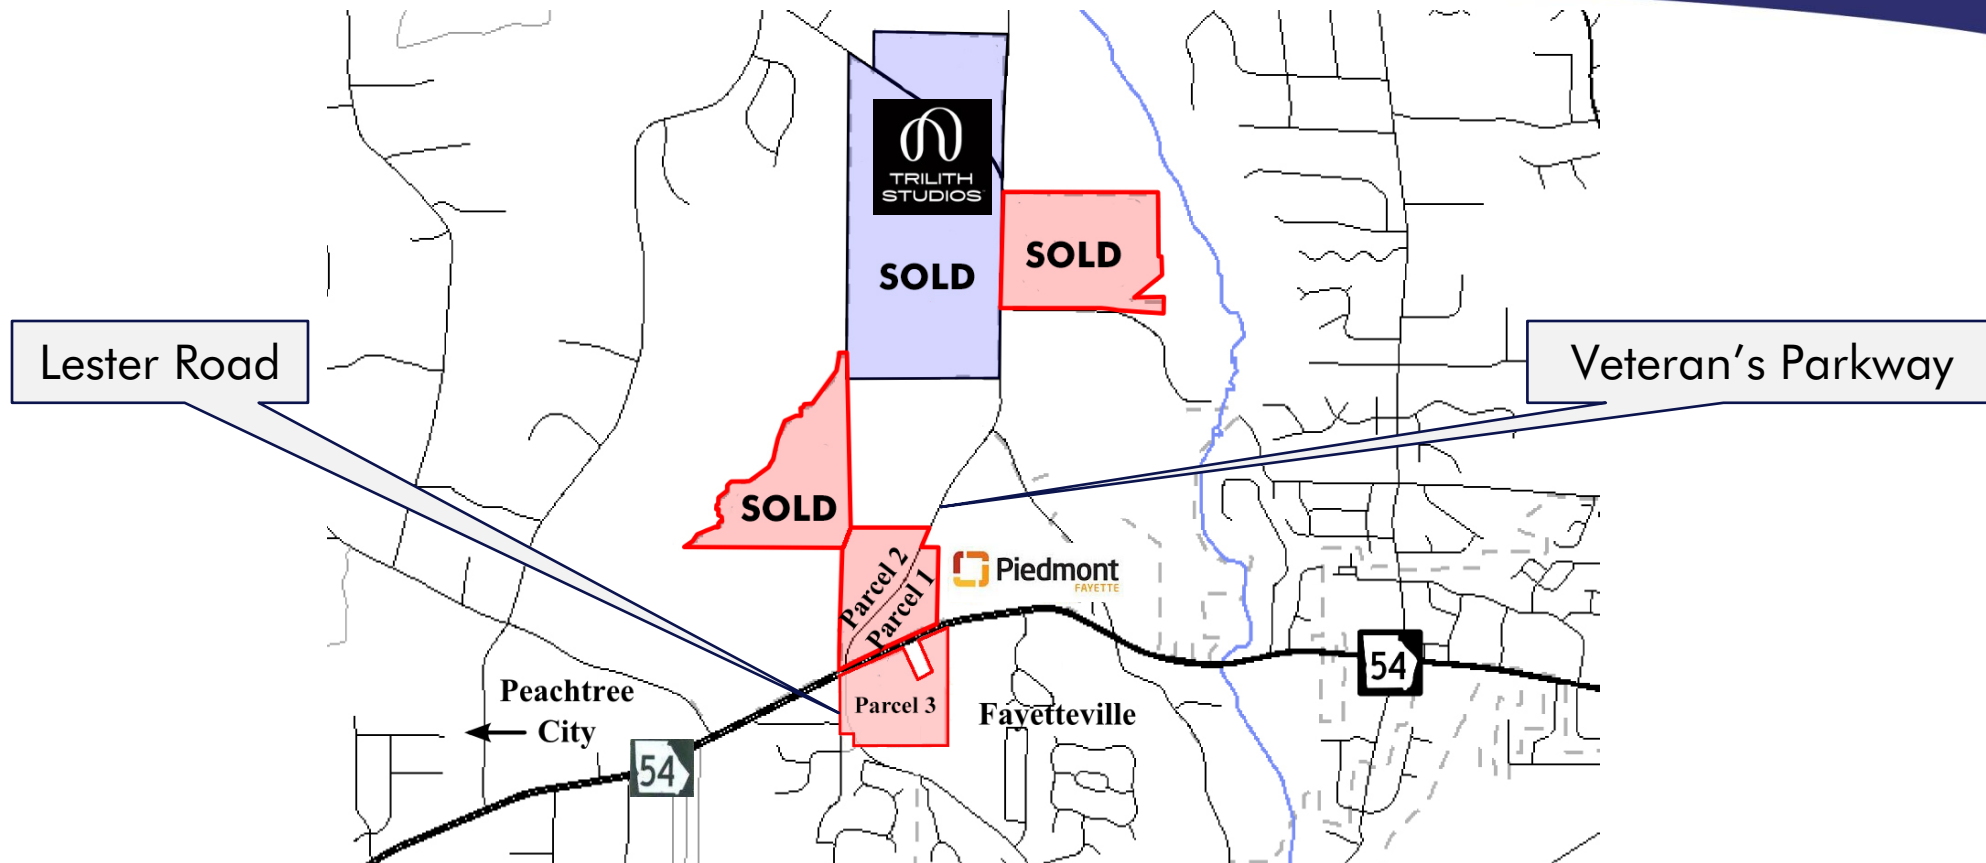 TRILITH
STUDIOS
SOLD
SOLD
Lester Road
Veteran's Parkway
SOLD
Parcel 2
Parcel 1
Piedmont
FAYETTE
54
Peachtree
City
Parcel 3
Fayetteville
54